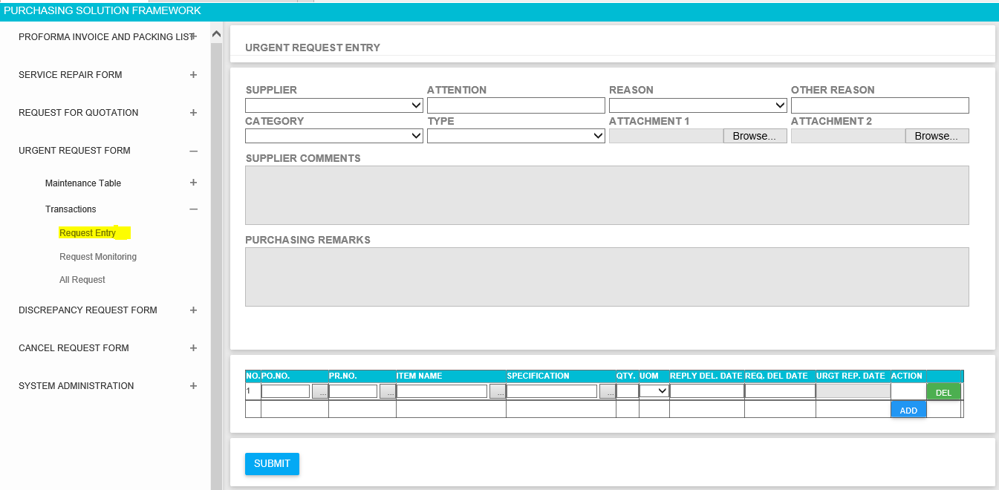 PURCHASING SOLUTION FRAMEWORK
PROFORMA INVOICE AND PACKING LIST+
SERVICE REPAIR FORM +
REQUEST FOR QUOTATION +
URGENT REQUEST FORM —
Maintenance Table +
Transactions —
Request Entry
Request Monitoring
All Request
DISCREPANCY REQUEST FORM +
CANCEL REQUEST FORM +
SYSTEM ADMINISTRATION +
URGENT REQUEST ENTRY
SUPPLIER ATTENTION REASON OTHER REASON
CATEGORY TYPE ATTACHMENT 1 ATTACHMENT 2
Browse... Browse...
SUPPLIER COMMENTS
PURCHASING REMARKS
NO. PO.NO. PR.NO. ITEM NAME SPECIFICATION QTY. UOM REPLY DEL. DATE REQ. DEL DATE URGT REP. DATE ACTION
1 ... ... ... ... DEL
ADD
SUBMIT